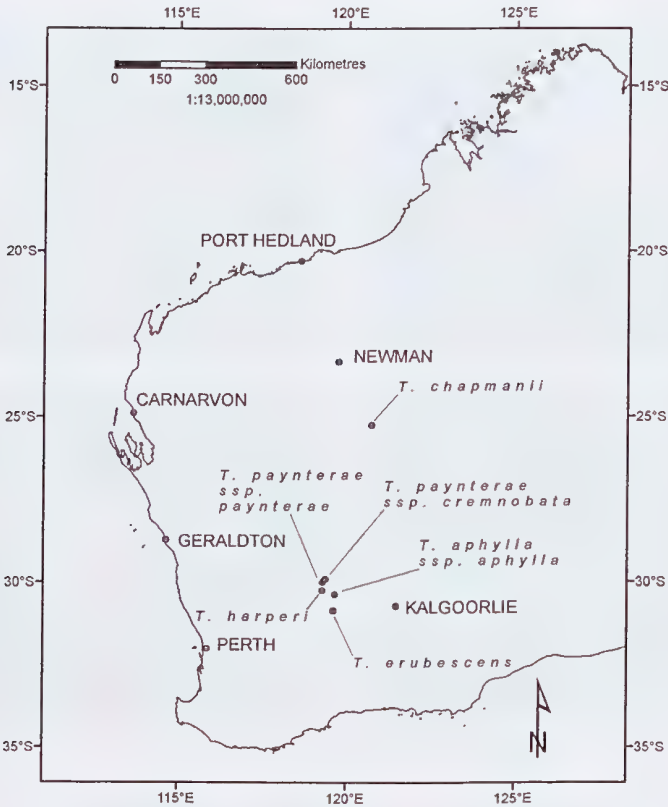 115°E 120°E 125°E
Kilometres
0 150 300 600
1:13,000,000
15°S 15°S
PORT HEDLAND
20°S 20°S
NEWMAN
T. chapmanii
CARNARVON
25°S 25°S
T. paynterae
ssp.
paynterae
T. paynterae
ssp. cremnobata
GERALDTON
T. aphylla
ssp. aphylla
30°S 30°S
T. harperi
KALGOORLIE
PERTH
T. erubescens
N
35°S 35°S
115°E 120°E 125°E